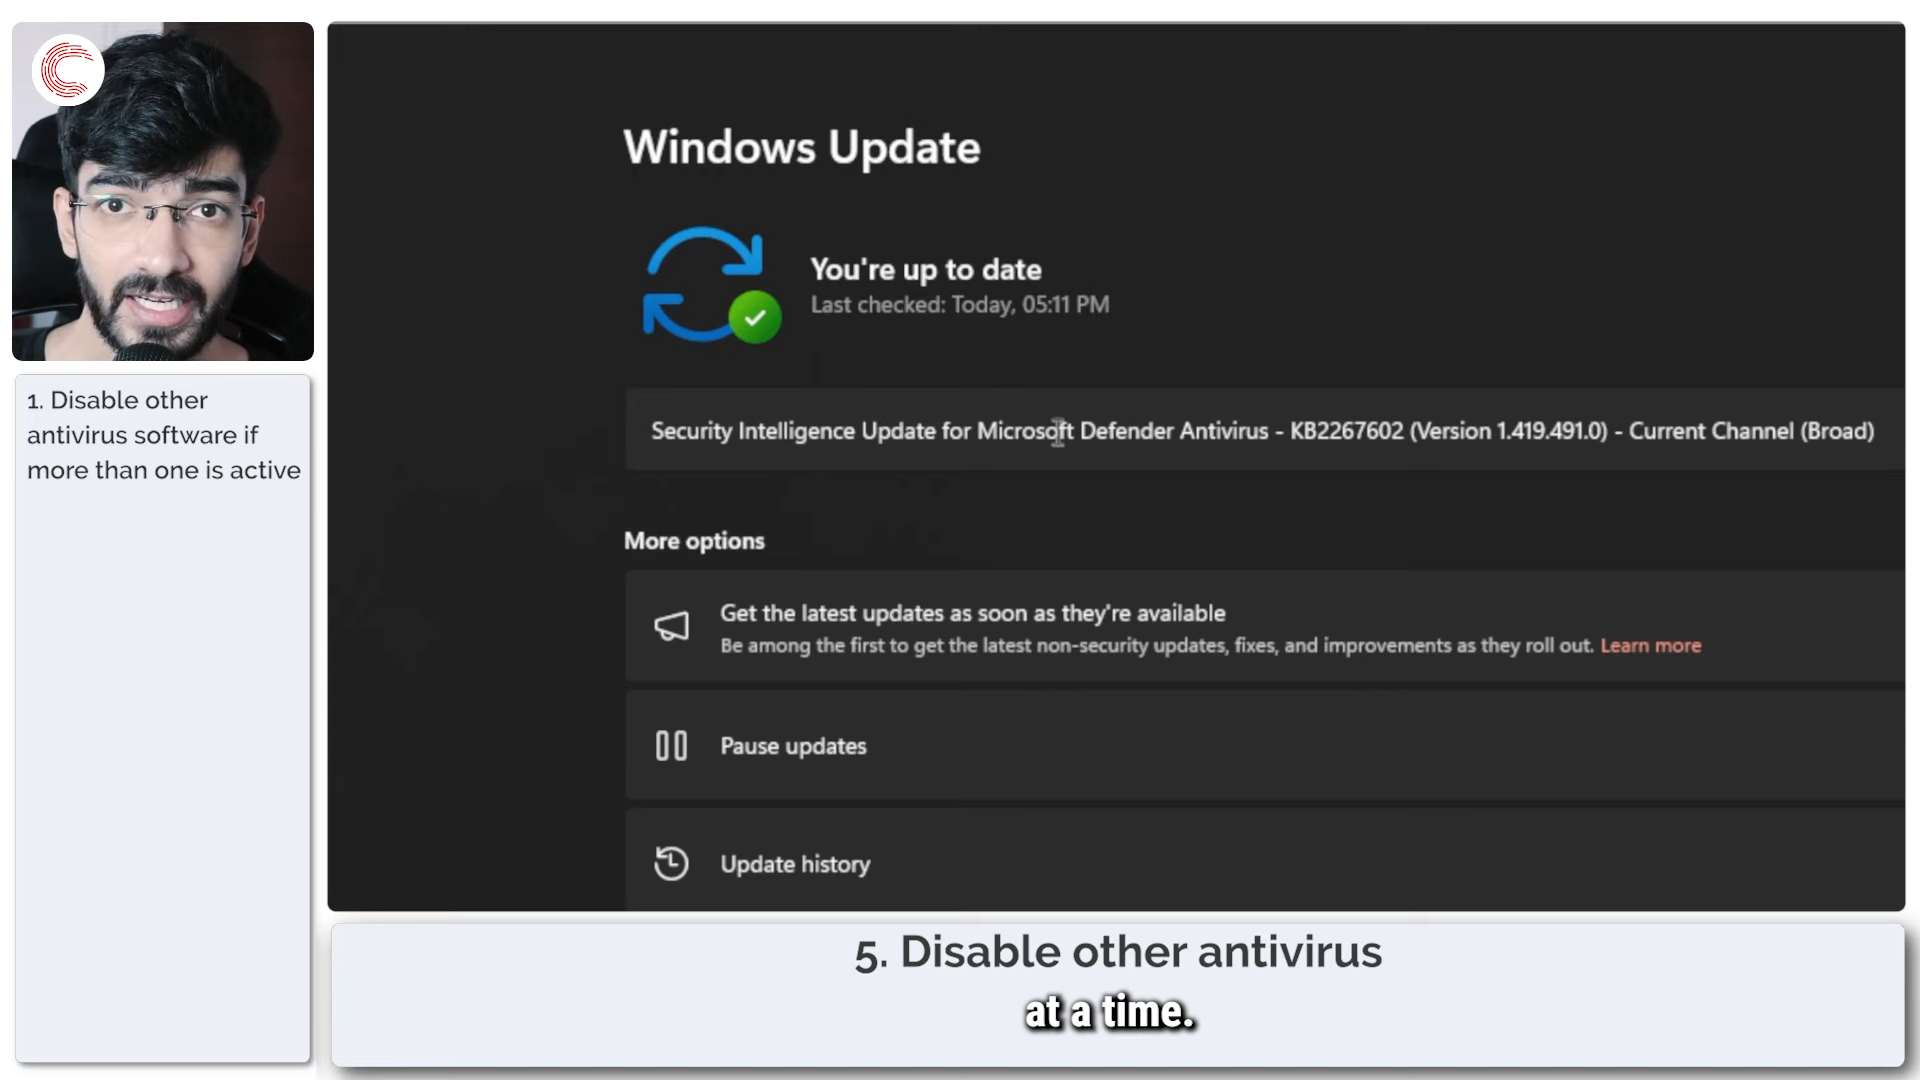 1. Disable other
antivirus software if
more than one is active
Windows Update
You're up to date
Last checked: Today, 05:11 PM
Security Intelligence Update for Microsoft Defender Antivirus - KB2267602 (Version 1.419.491.0) - Current Channel (Broad)
More options
Get the latest updates as soon as they're available
Be among the first to get the latest non-security updates, fixes, and improvements as they roll out. Learn more
Pause updates
Update history
5. Disable other antivirus
at a time.